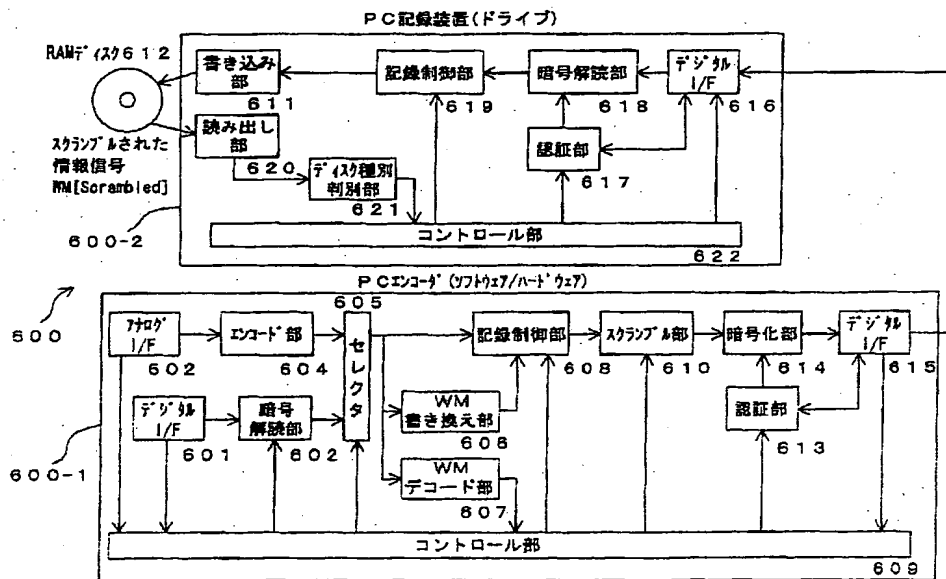 PC記録装置(ドライブ)
RAMディスク612
書き込み
部
611
記録制御部
619
暗号解読部
618
デジタル
I/F
616
読み出し
部
620
ディスク種別
判別部
621
認証部
617
スクランブルされた
情報信号
WM[Scrambled]
コントロール部
622
600-2
PCエンコーダ(ソフトウェア/ハードウェア)
600
605
アナログ
I/F
602
エンコード部
604
セレクタ
記録制御部
608
スクランブル部
610
暗号化部
614
デジタル
I/F
615
デジタル
I/F
601
暗号
解読部
602
WM
書き換え部
606
認証部
613
WM
デコード部
607
600-1
コントロール部
609